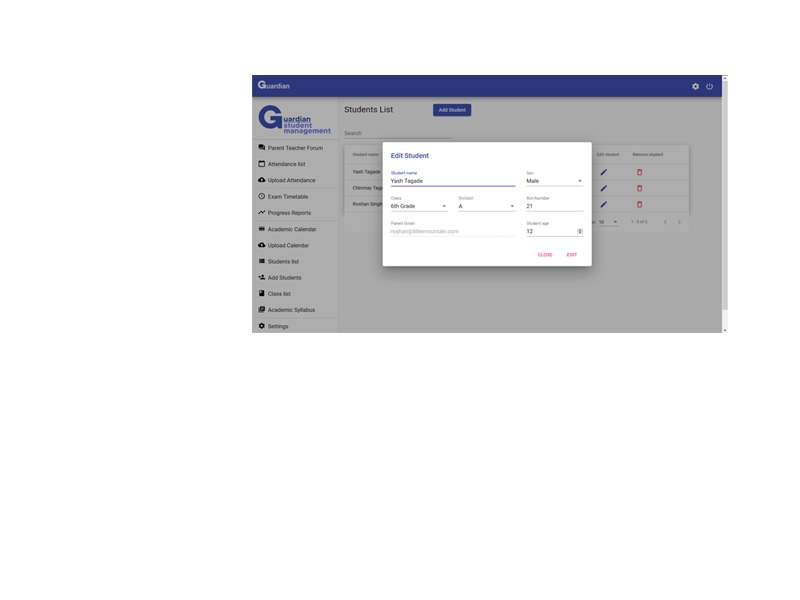 Guardian
Guardian
student
management
Students List
Add Student
Search
Parent Teacher Forum
Attendance list
Upload Attendance
Exam Timetable
Progress Reports
Academic Calendar
Upload Calendar
Students list
Add Students
Class list
Academic Syllabus
Settings
Student name
Edit student
Remove student
Yash Tagade
Chinmay Taga
Roshan Singh
10
1-3 of 3
Edit Student
Student name
Yash Tagade
Sex
Male
Class
6th Grade
Division
A
Roll Number
21
Parent Email
roshan@littlemountain.com
Student age
12
CLOSE
EDIT